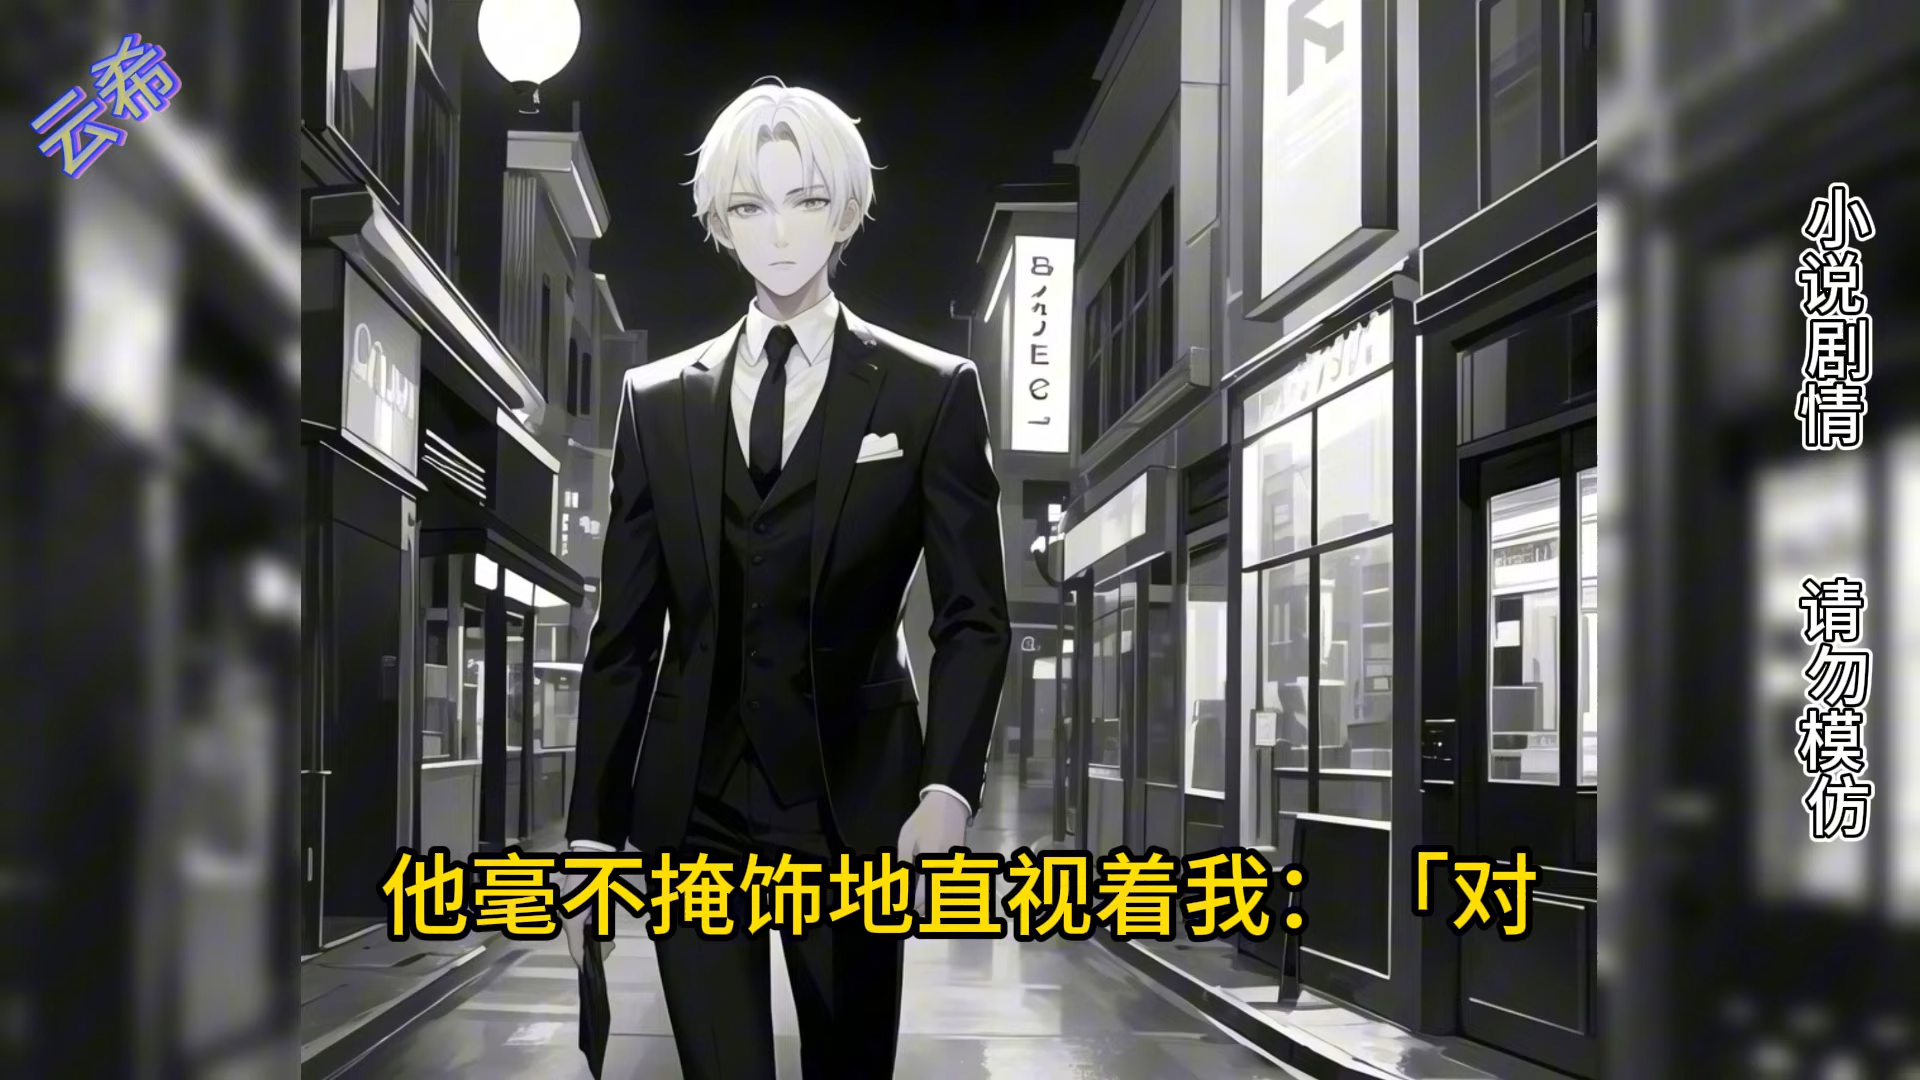 云希
小说剧情
请勿模仿
他毫不掩饰地直视着我：「对